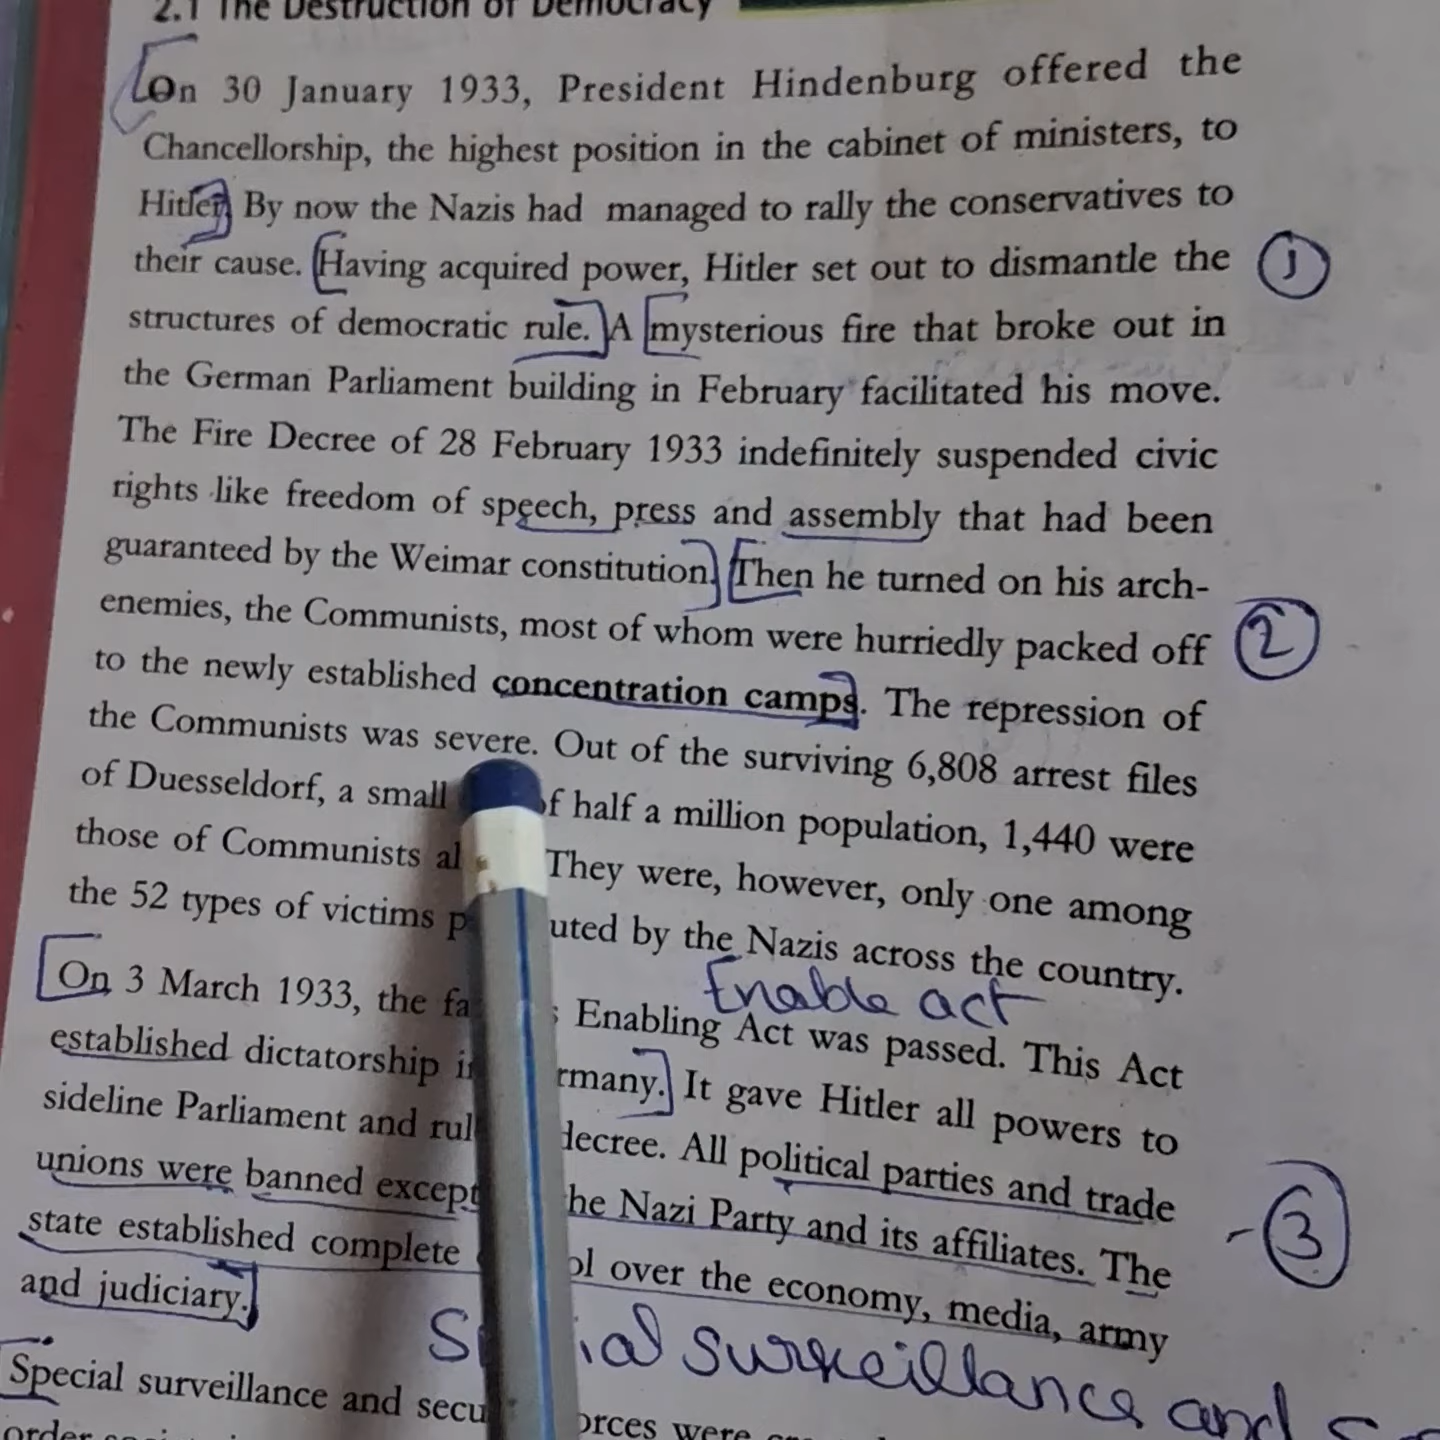 2.1 The Destruction of Democracy
On 30 January 1933, President Hindenburg offered the
Chancellorship, the highest position in the cabinet of ministers, to
Hitler. By now the Nazis had managed to rally the conservatives to
their cause. Having acquired power, Hitler set out to dismantle the
1
structures of democratic rule. A mysterious fire that broke out in
the German Parliament building in February facilitated his move.
The Fire Decree of 28 February 1933 indefinitely suspended civic
rights like freedom of speech, press and assembly that had been
guaranteed by the Weimar constitution. Then he turned on his arch-
enemies, the Communists, most of whom were hurriedly packed off
2
to the newly established concentration camps. The repression of
the Communists was severe. Out of the surviving 6,808 arrest files
of Duesseldorf, a small of half a million population, 1,440 were
those of Communists They were, however, only one among
the 52 types of victims by the Nazis across the country.
Enable act
On 3 March 1933, the Enabling Act was passed. This Act
established dictatorship in Germany. It gave Hitler all powers to
sideline Parliament and decree. All political parties and trade
unions were banned except the Nazi Party and its affiliates. The
- 3
state established complete over the economy, media, army
and judiciary.
Special surveillance and
Special surveillance and forces were